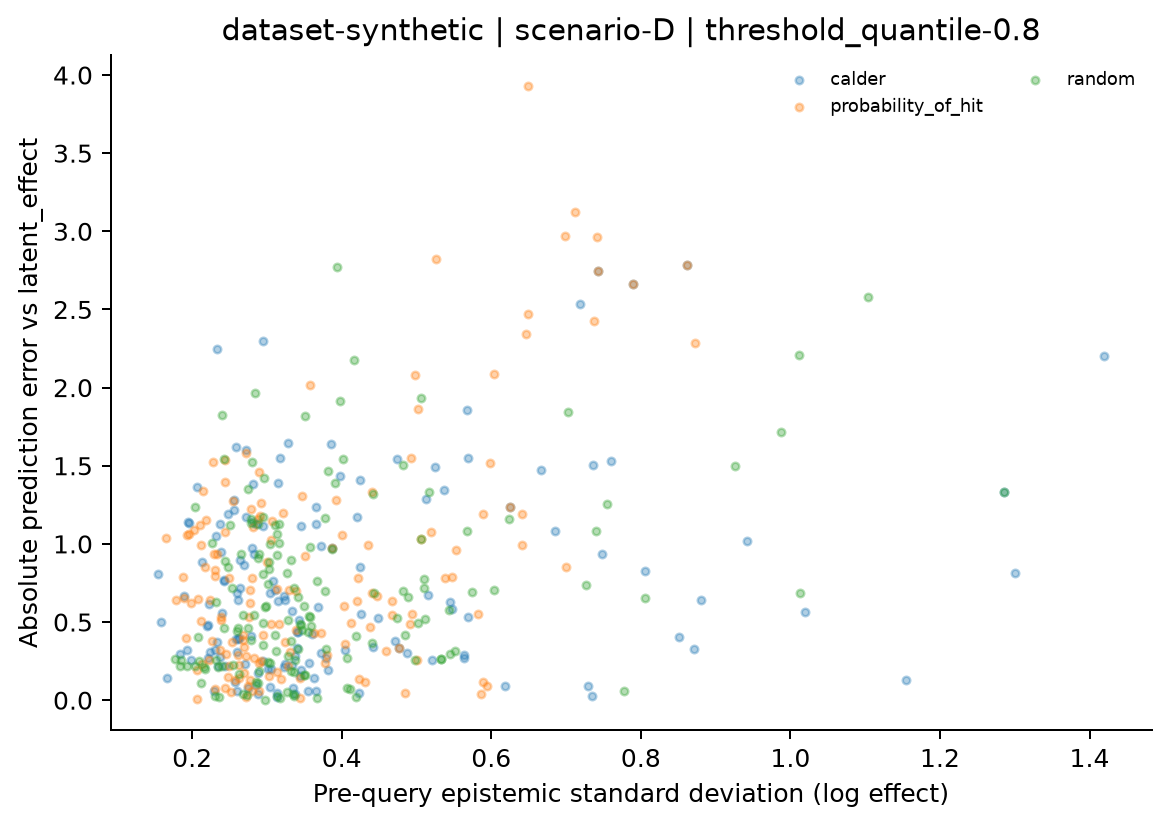 dataset-synthetic | scenario-D | threshold_quantile-0.8
calder
probability_of_hit
random
Absolute prediction error vs latent_effect
4.0
3.5
3.0
2.5
2.0
1.5
1.0
0.5
0.0
0.2 0.4 0.6 0.8 1.0 1.2 1.4
Pre-query epistemic standard deviation (log effect)